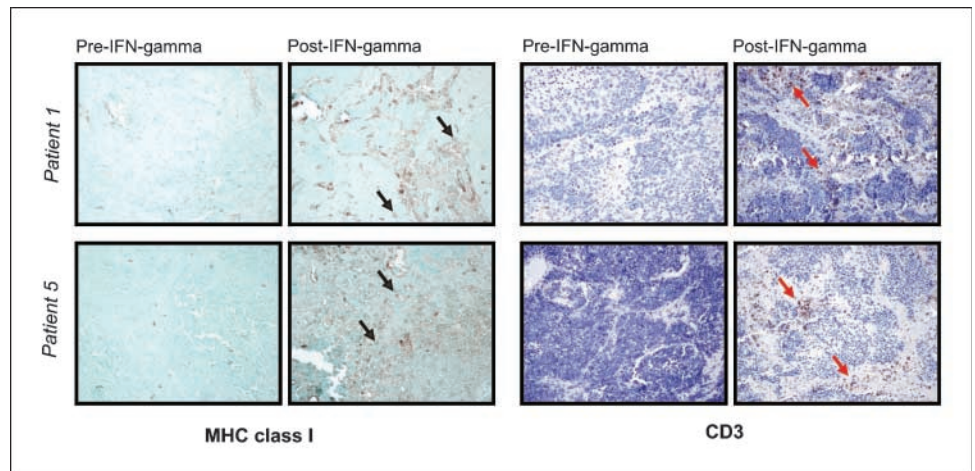 Pre-IFN-gamma Post-IFN-gamma Pre-IFN-gamma Post-IFN-gamma
Patient 1
Patient 5
MHC class I CD3